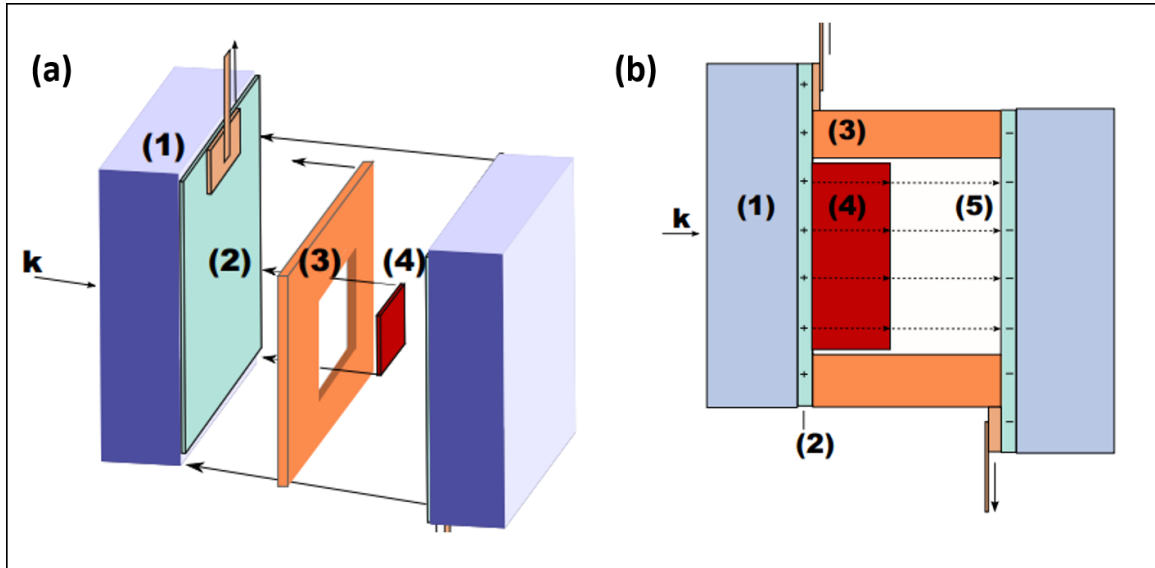 (a)
(1)
(2)
(3)
(4)
k
(b)
(3)
(1)
(4)
(5)
k
+ + + + + + +
- - - - - - -
(2)